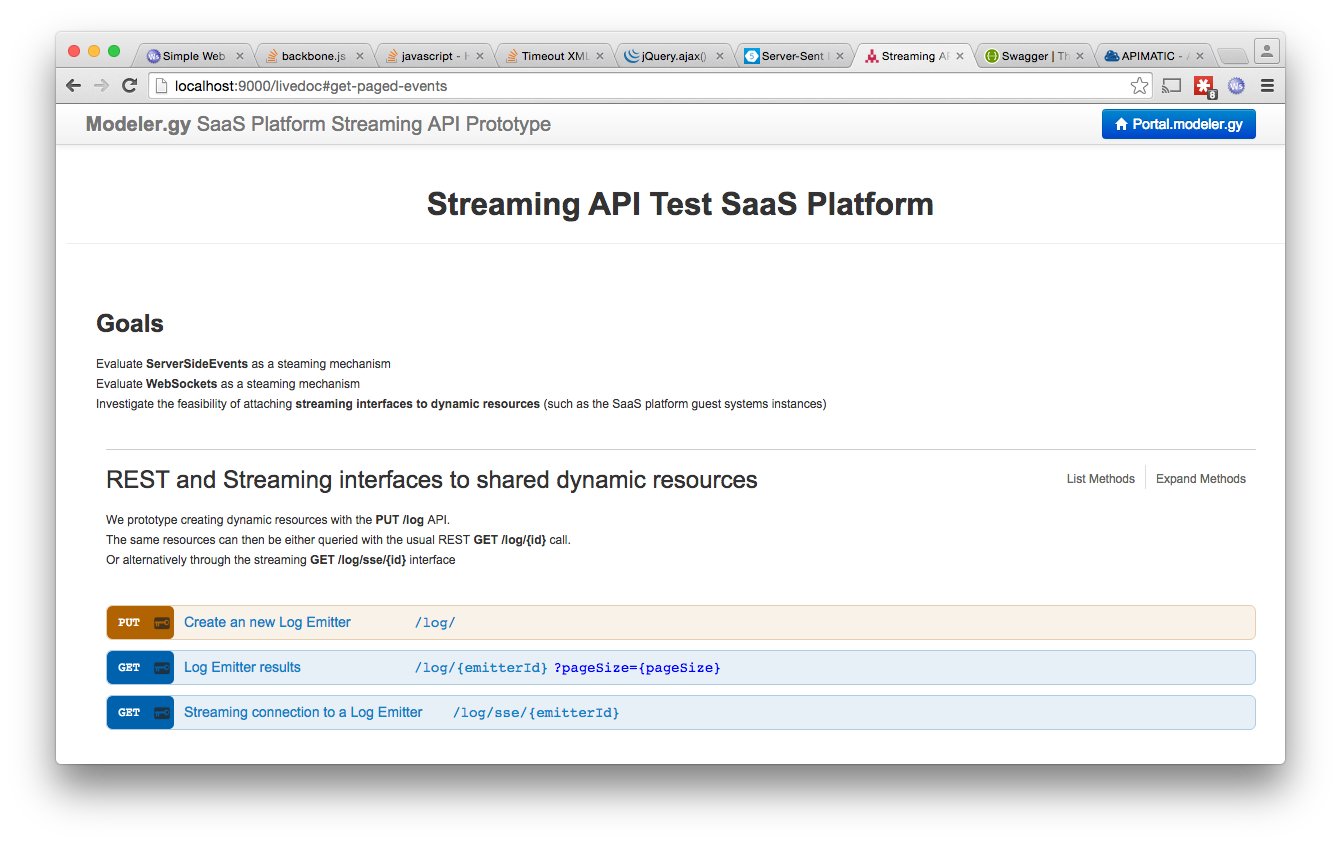 Simple Web
backbone.js
javascript - H
Timeout XML
jQuery.ajax()
Server-Sent
Streaming AP
Swagger | Th
APIMATIC - A
localhost:9000/livedoc#get-paged-events
Modeler.gy SaaS Platform Streaming API Prototype
Portal.modeler.gy
Streaming API Test SaaS Platform
Goals
Evaluate ServerSideEvents as a steaming mechanism
Evaluate WebSockets as a steaming mechanism
Investigate the feasibility of attaching streaming interfaces to dynamic resources (such as the SaaS platform guest systems instances)
REST and Streaming interfaces to shared dynamic resources
List Methods
Expand Methods
We prototype creating dynamic resources with the PUT /log API.
The same resources can then be either queried with the usual REST GET /log/{id} call.
Or alternatively through the streaming GET /log/sse/{id} interface
PUT Create an new Log Emitter /log/
GET Log Emitter results /log/{emitterId} ?pageSize={pageSize}
GET Streaming connection to a Log Emitter /log/sse/{emitterId}